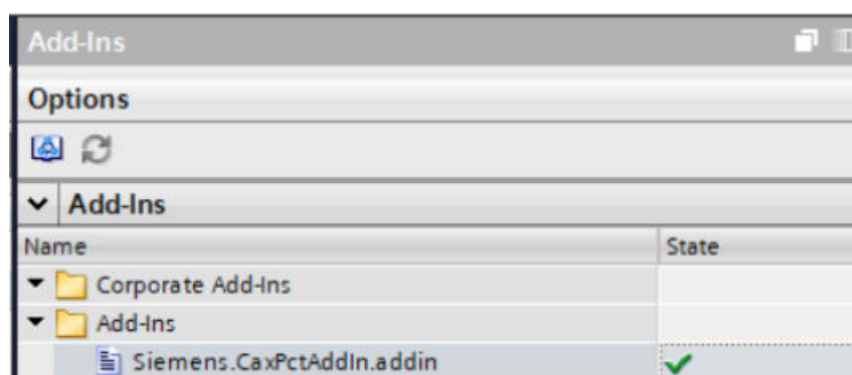 Add-Ins
Options
Add-Ins
Name State
Corporate Add-Ins
Add-Ins
Siemens.CaxPctAddIn.addin